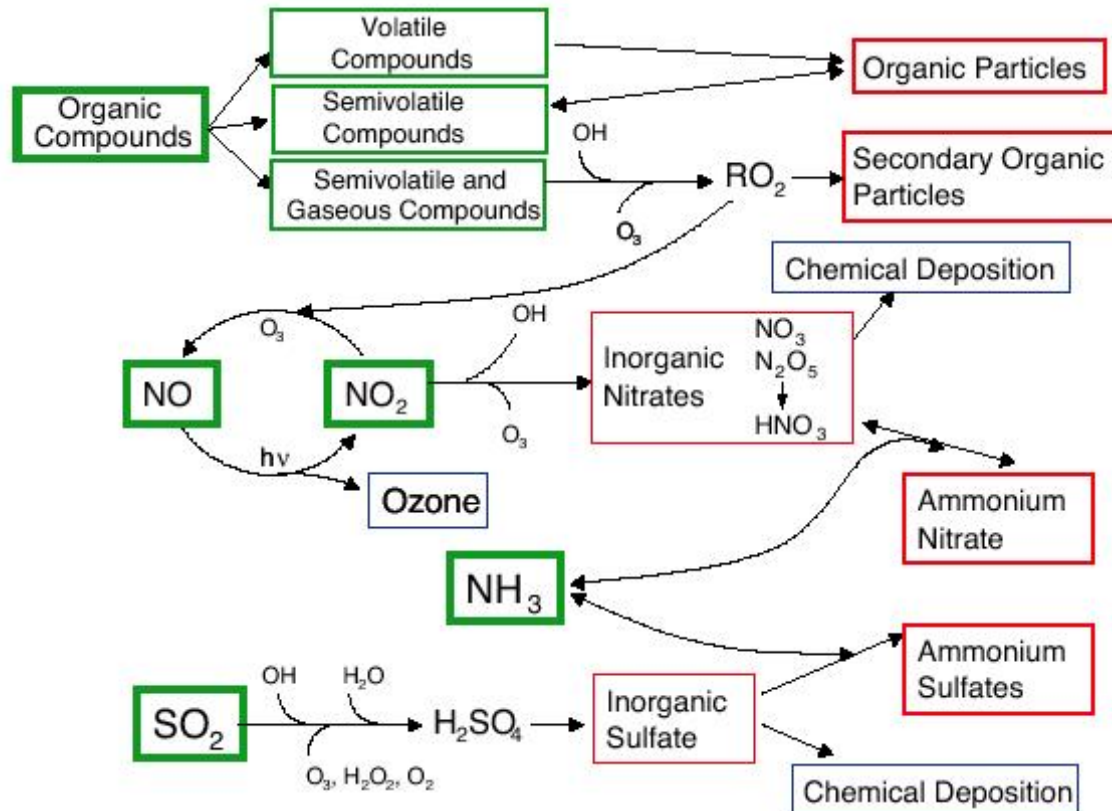 Volatile
Compounds
Organic Particles
Organic
Compounds
Semivolatile
Compounds
OH
Semivolatile and
Gaseous Compounds
RO₂
Secondary Organic
Particles
O₃
Chemical Deposition
O₃
OH
NO
NO₂
Inorganic
Nitrates
NO₃
N₂O₅
HNO₃
O₃
hν
Ozone
Ammonium
Nitrate
NH₃
OH
H₂O
SO₂
H₂SO₄
Inorganic
Sulfate
Ammonium
Sulfates
O₃, H₂O₂, O₂
Chemical Deposition